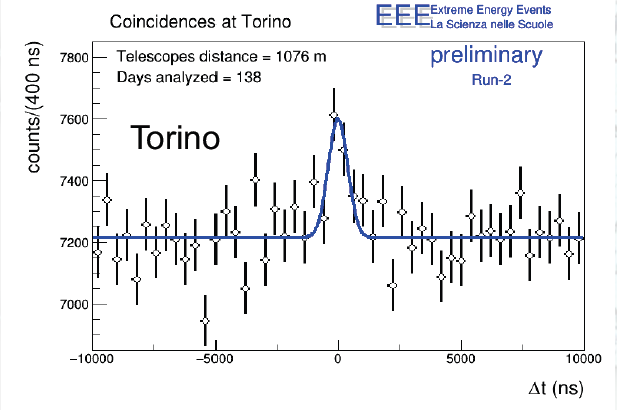 Coincidences at Torino
EEE Extreme Energy Events
La Scienza nelle Scuole
counts/(400 ns)
7800
7600
7400
7200
7000
Telescopes distance = 1076 m
Days analyzed = 138
preliminary
Run-2
Torino
−10000 −5000 0 5000 10000
Δt (ns)